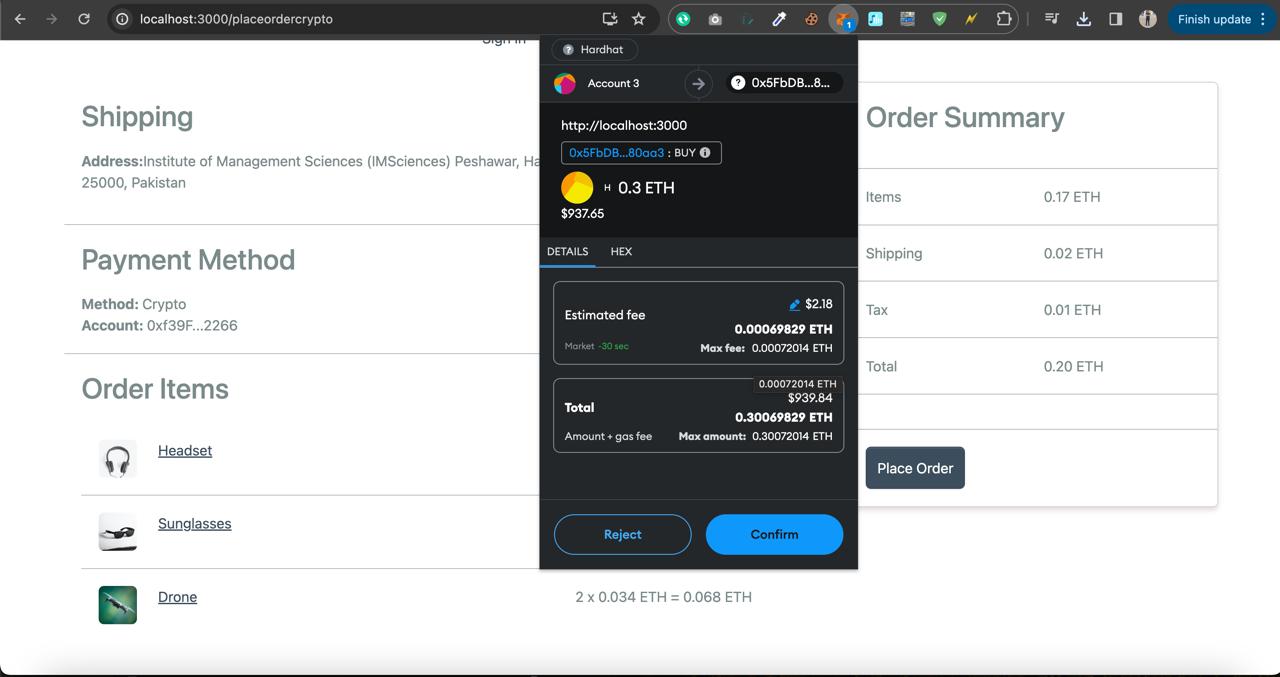 localhost:3000/placeordercrypto
1
Finish update
Sign In
Shipping
Address:Institute of Management Sciences (IMSciences) Peshawar, Ha
25000, Pakistan
Payment Method
Method: Crypto
Account: 0xf39F...2266
Order Items
Headset
Sunglasses
Drone
2 x 0.034 ETH = 0.068 ETH
Hardhat
Account 3
0x5FbDB...8...
http://localhost:3000
0x5FbDB...80aa3 : BUY
H 0.3 ETH
$937.65
DETAILS HEX
$2.18
Estimated fee
0.00069829 ETH
Market ~30 sec Max fee: 0.00072014 ETH
0.00072014 ETH
$939.84
Total
0.30069829 ETH
Amount + gas fee Max amount: 0.30072014 ETH
Reject Confirm
Order Summary
Items 0.17 ETH
Shipping 0.02 ETH
Tax 0.01 ETH
Total 0.20 ETH
Place Order